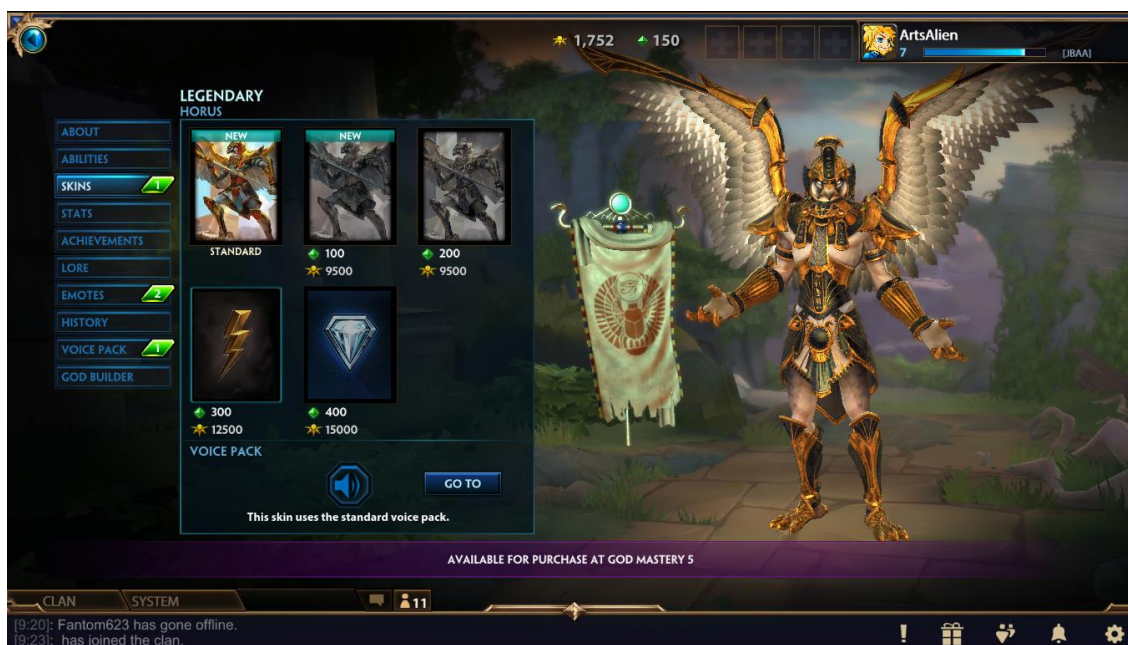 1,752 150
ArtsAlien
7
[JBAA]
LEGENDARY
HORUS
ABOUT
ABILITIES
SKINS 1
STATS
ACHIEVEMENTS
LORE
EMOTES 2
HISTORY
VOICE PACK 1
GOD BUILDER
NEW NEW
STANDARD
100 200
9500 9500
300 400
12500 15000
VOICE PACK
GO TO
This skin uses the standard voice pack.
AVAILABLE FOR PURCHASE AT GOD MASTERY 5
CLAN SYSTEM 11
[9:20]: Fantom623 has gone offline.
[9:23]: has joined the clan.